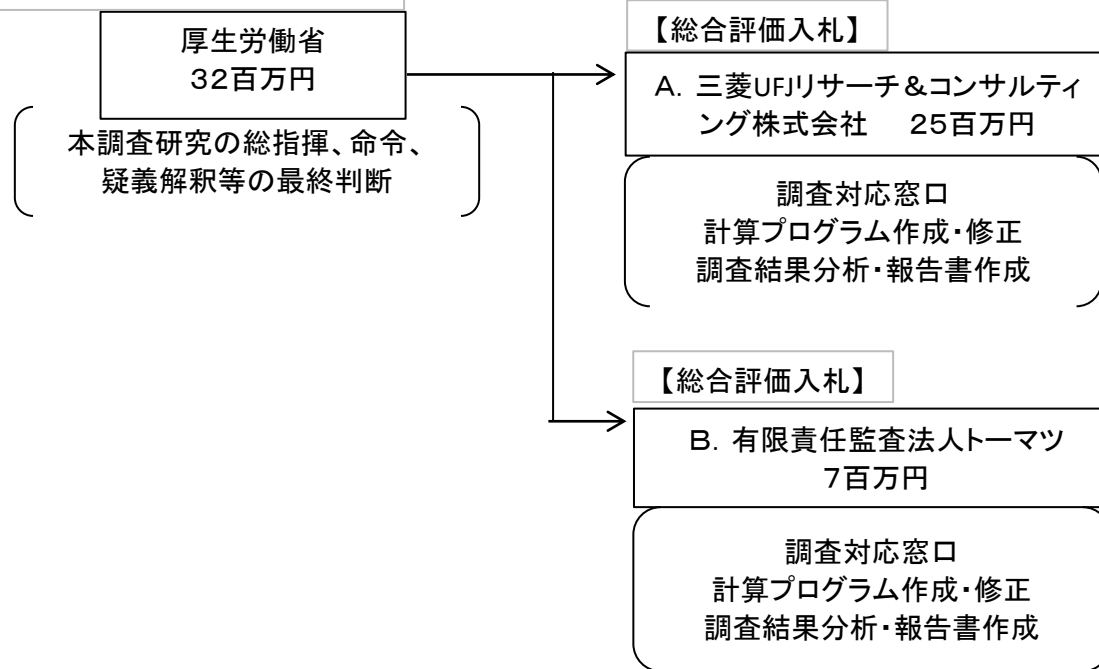 厚生労働省
32百万円
本調査研究の総指揮、命令、
疑義解釈等の最終判断
【総合評価入札】
A. 三菱UFJリサーチ＆コンサルティ
ング株式会社　25百万円
調査対応窓口
計算プログラム作成・修正
調査結果分析・報告書作成
【総合評価入札】
B. 有限責任監査法人トーマツ
7百万円
調査対応窓口
計算プログラム作成・修正
調査結果分析・報告書作成